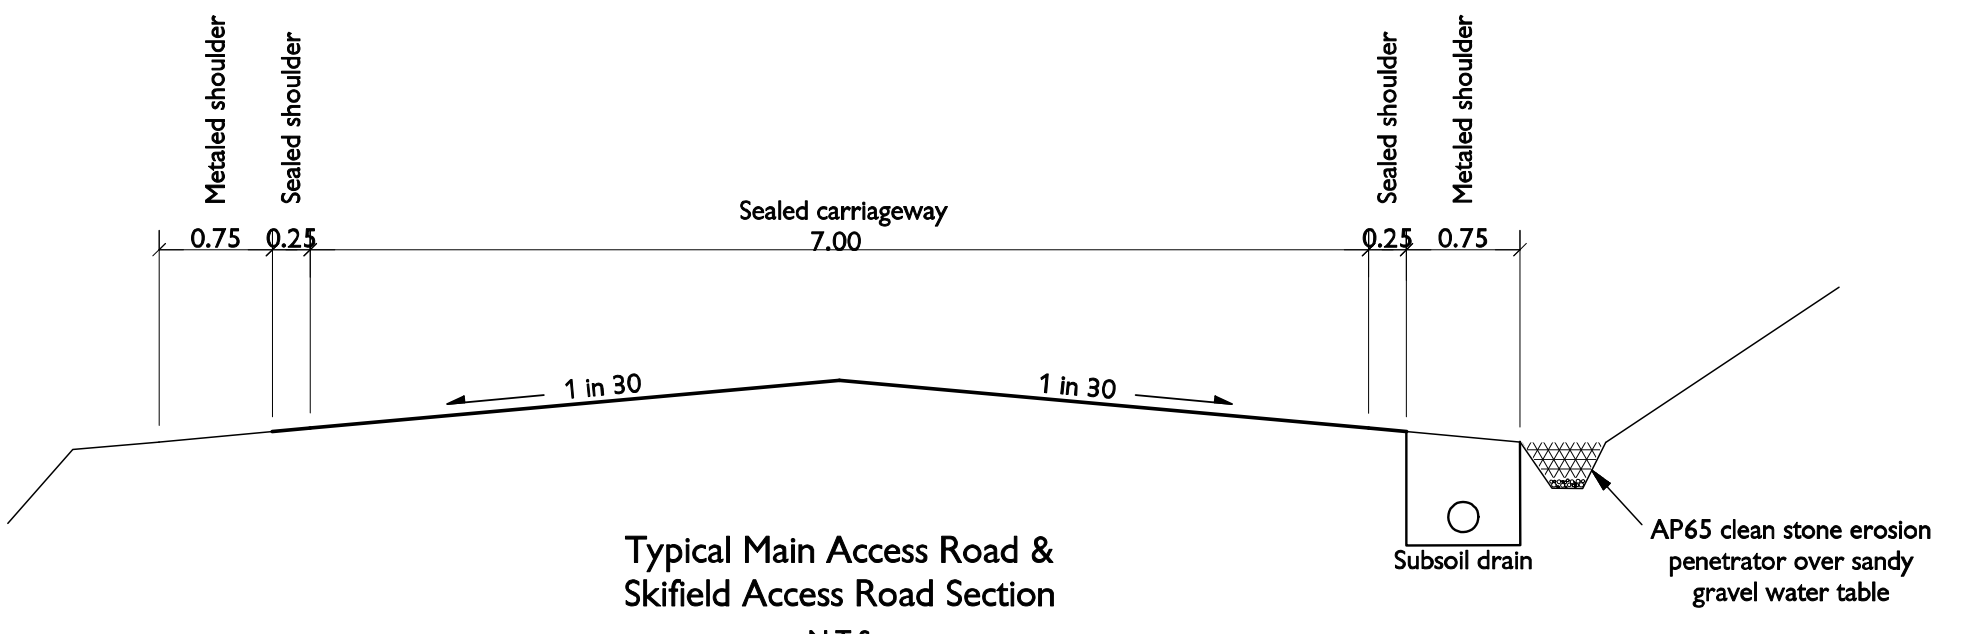 Metaled shoulder
Sealed shoulder
Sealed shoulder
Metaled shoulder
Sealed carriageway
0.75
0.25
7.00
0.25
0.75
1 in 30
1 in 30
AP65 clean stone erosion
penetrator over sandy
gravel water table
Subsoil drain
Typical Main Access Road &
Skifield Access Road Section